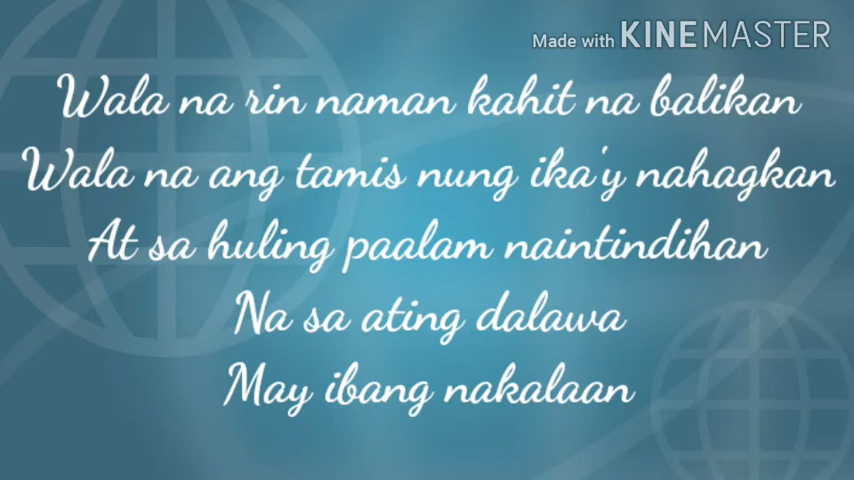 Made with KINEMASTER
Wala na rin naman kahit na balikan
Wala na ang tamis nung ika'y nahagkan
At sa huling paalam naintindihan
Na sa ating dalawa
May ibang nakalaan